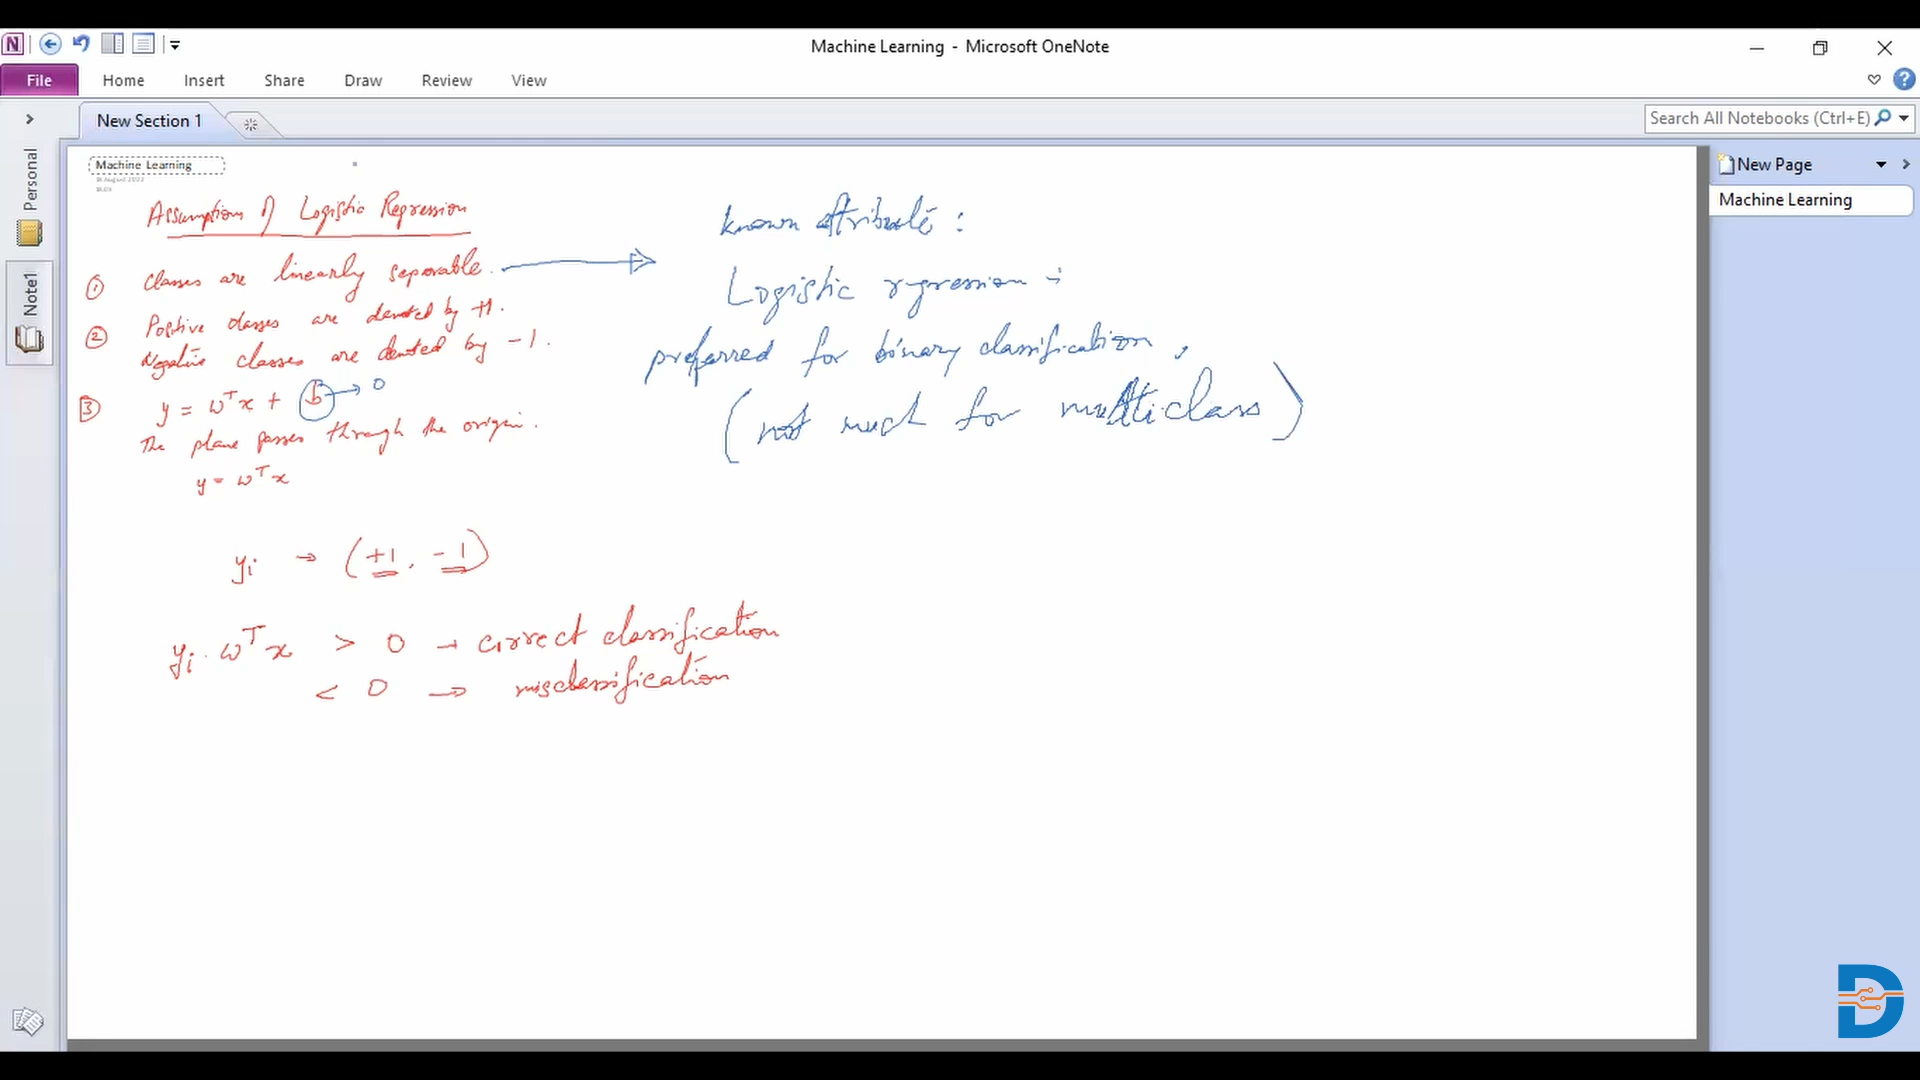 Machine Learning - Microsoft OneNote
File Home Insert Share Draw Review View
New Section 1
Search All Notebooks (Ctrl+E)
Personal
Note1
New Page
Machine Learning
Machine Learning
Assumption of Logistic Regression
① Classes are linearly separable.
② Positive classes are denoted by +1.
Negative classes are denoted by -1.
③ y = wᵀx + b → 0
The plane passes through the origin.
y = wᵀx
yᵢ → (+1, -1)
yᵢ . wᵀx > 0 → correct classification
< 0 → misclassification
known attribute :
Logistic regression :-
preferred for binary classification,
(not much for multiclass)